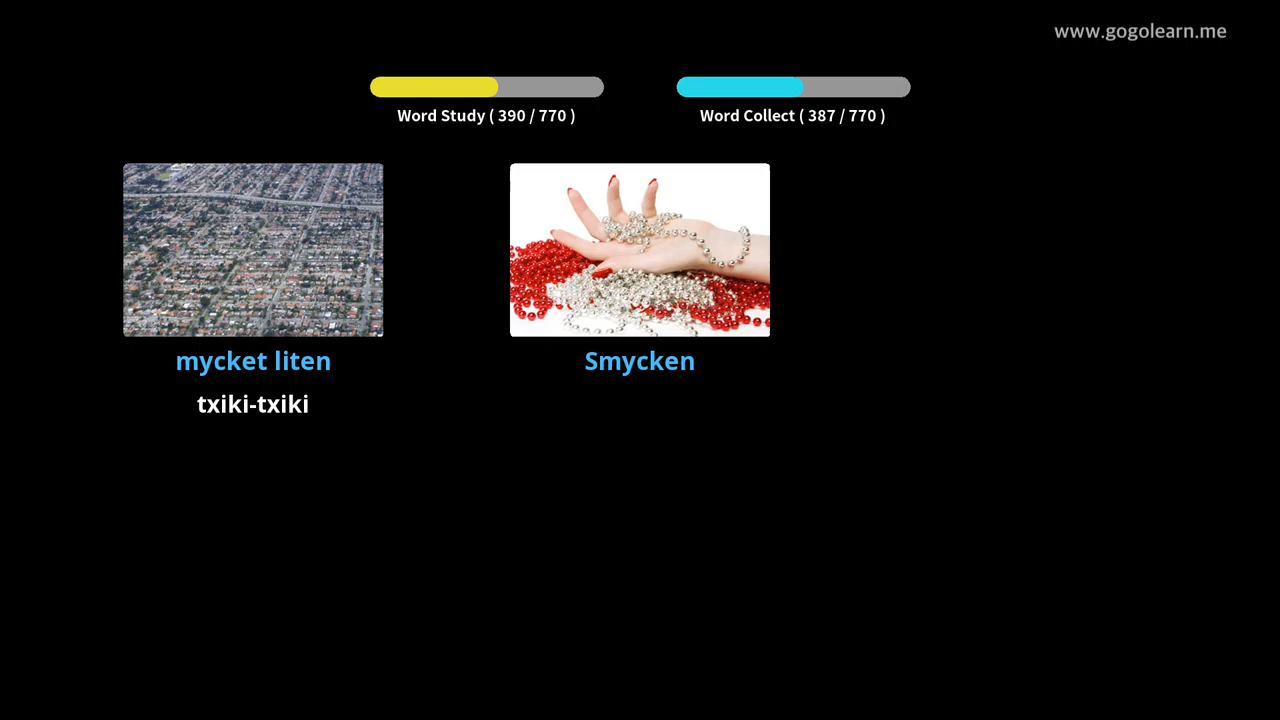 www.gogolearn.me
Word Study ( 390 / 770 )
Word Collect ( 387 / 770 )
mycket liten
Smycken
txiki-txiki